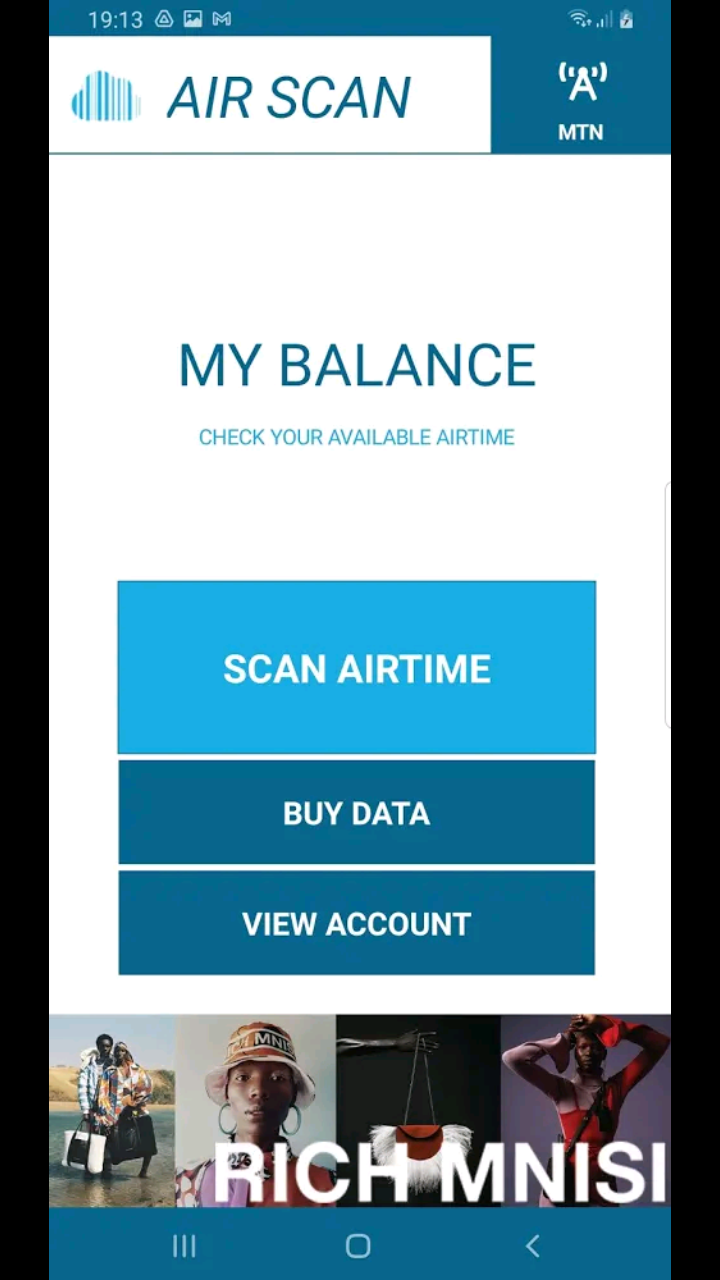 19:13
AIR SCAN
MTN
MY BALANCE
CHECK YOUR AVAILABLE AIRTIME
SCAN AIRTIME
BUY DATA
VIEW ACCOUNT
RICH MNISI